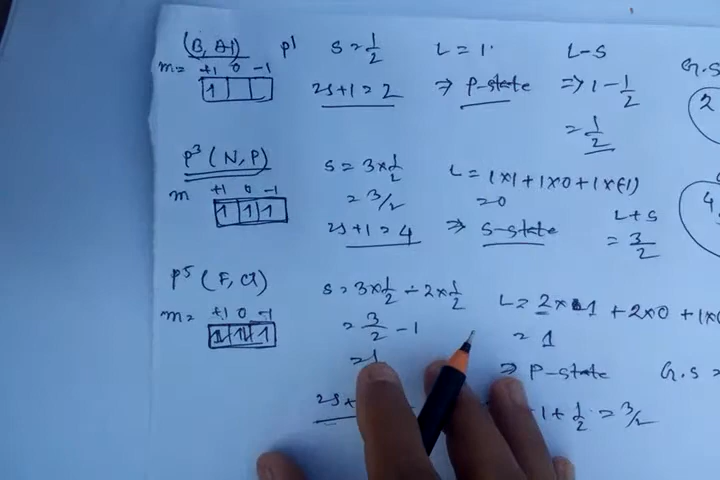 (B, Al) p¹ s = 1/2 L = 1. L-S G.S
m = +1 0 -1
1 2s+1 = 2 ⇒ P-state ⇒ 1 - 1/2 2
= 1/2
p³ (N, P) s = 3×1/2 L = 1×1+1×0+1×(-1)
m +1 0 -1 = 3/2 = 0
1 1 1 2s+1 = 4 ⇒ S-state L+S 4
= 3/2
p⁵ (F, Cl) s = 3×1/2 - 2×1/2 L = 2×1 + 2×0 + 1×(
m = +1 0 -1 = 3/2 - 1 = 1
1l 1l 1 ⇒ P-state G.S =
2s+ 1 + 1/2 = 3/2